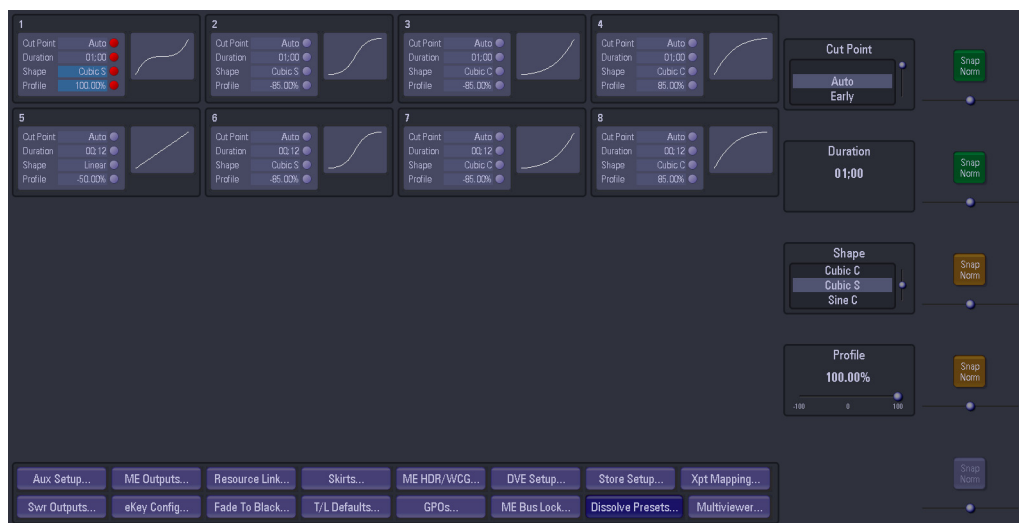 1
Cut Point Auto
Duration 01;00
Shape Cubic S
Profile 100.00%
2
Cut Point Auto
Duration 01;00
Shape Cubic S
Profile -85.00%
3
Cut Point Auto
Duration 01;00
Shape Cubic C
Profile -85.00%
4
Cut Point Auto
Duration 01;00
Shape Cubic C
Profile 85.00%
5
Cut Point Auto
Duration 00;12
Shape Linear
Profile -50.00%
6
Cut Point Auto
Duration 00;12
Shape Cubic S
Profile -85.00%
7
Cut Point Auto
Duration 00;12
Shape Cubic C
Profile -85.00%
8
Cut Point Auto
Duration 00;12
Shape Cubic C
Profile 85.00%
Cut Point
Auto
Early
Snap
Norm
Duration
01;00
Snap
Norm
Shape
Cubic C
Cubic S
Sine C
Snap
Norm
Profile
100.00%
-100 0 100
Snap
Norm
Snap
Norm
Aux Setup... ME Outputs... Resource Link... Skirts... ME HDR/WCG... DVE Setup... Store Setup... Xpt Mapping...
Swr Outputs... eKey Config... Fade To Black... T/L Defaults... GPOs... ME Bus Lock... Dissolve Presets... Multiviewer...